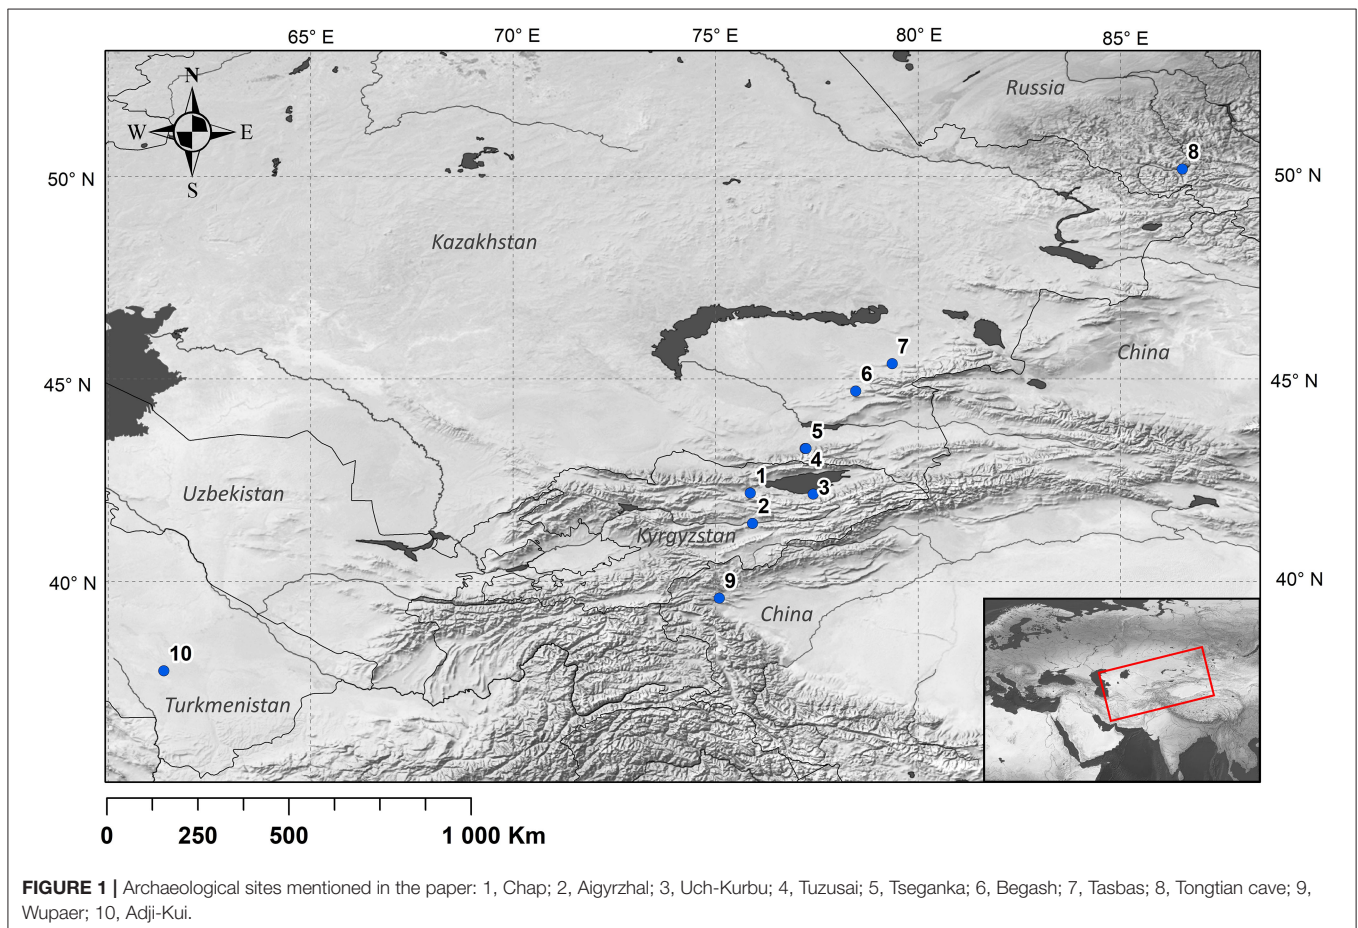 65° E 70° E 75° E 80° E 85° E
N
W E
S
Russia
8
50° N 50° N
Kazakhstan
7
China
6
45° N 45° N
5
4
1
3
Uzbekistan
2
Kyrgyzstan
9
40° N 40° N
China
10
Turkmenistan
0 250 500 1 000 Km
FIGURE 1 | Archaeological sites mentioned in the paper: 1, Chap; 2, Aigyrzhal; 3, Uch-Kurbu; 4, Tuzusai; 5, Tseganka; 6, Begash; 7, Tasbas; 8, Tongtian cave; 9,
Wupaer; 10, Adji-Kui.